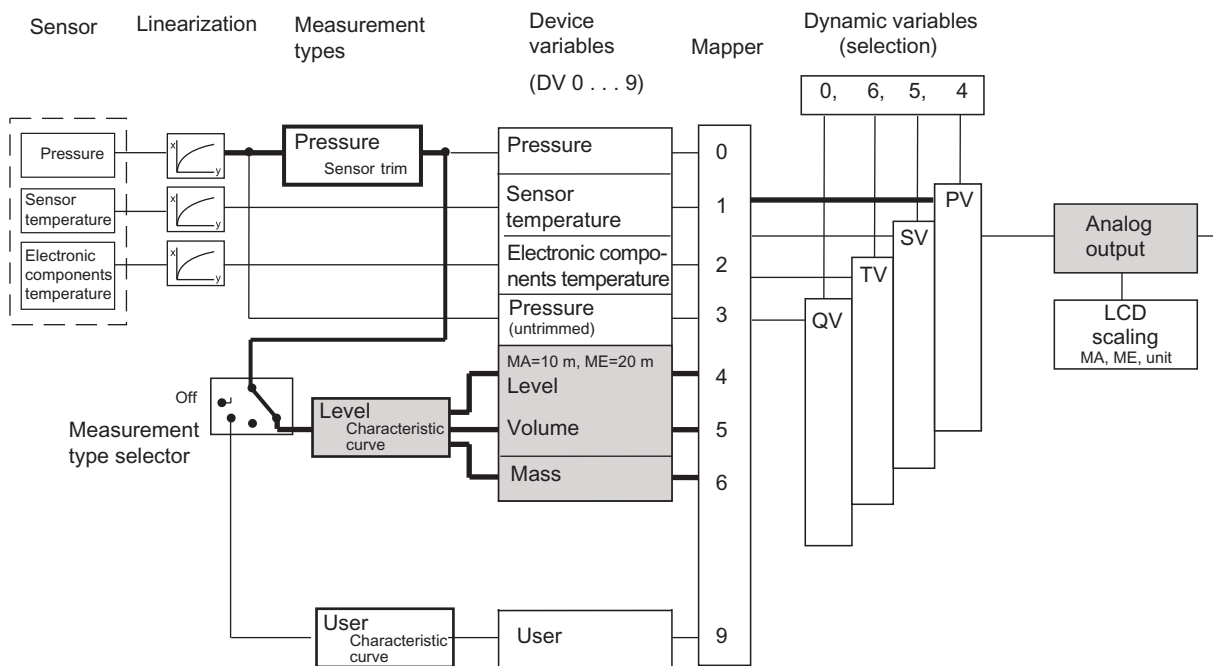 Sensor
Linearization
Measurement
types
Device
variables
(DV 0 . . . 9)
Mapper
Dynamic variables
(selection)
0, 6, 5, 4
Pressure
x
y
Pressure
Sensor trim
Pressure
0
Sensor
temperature
x
y
Sensor
temperature
1
PV
Analog
output
SV
Electronic
components
temperature
x
y
Electronic compo-
nents temperature
2
TV
Pressure
(untrimmed)
3
QV
LCD
scaling
MA, ME, unit
MA=10 m, ME=20 m
Level
4
Off
Measurement
type selector
Level
Characteristic
curve
Volume
5
Mass
6
User
Characteristic
curve
User
9